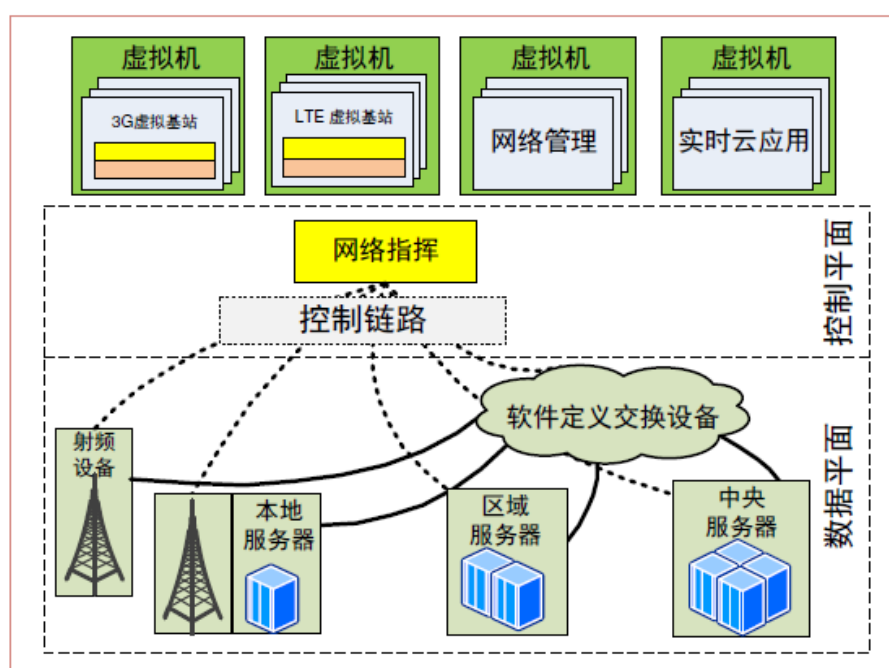 虚拟机
虚拟机
虚拟机
虚拟机
3G虚拟基站
LTE 虚拟基站
网络管理
实时云应用
网络指挥
控制链路
控制平面
软件定义交换设备
射频
设备
本地
服务器
区域
服务器
中央
服务器
数据平面